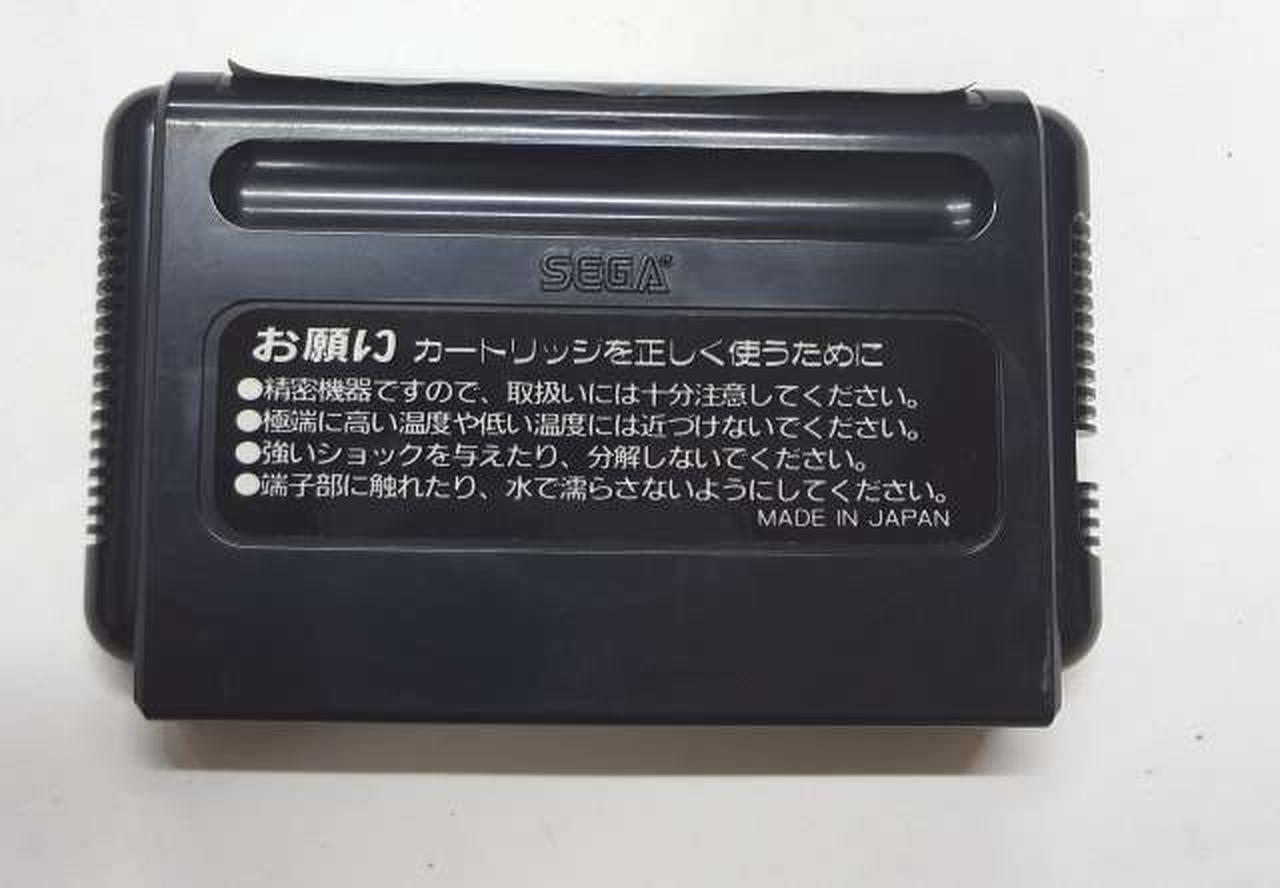 SEGA®
お願い カートリッジを正しく使うために
●精密機器ですので、取扱いには十分注意してください。
●極端に高い温度や低い温度には近づけないでください。
●強いショックを与えたり、分解しないでください。
●端子部に触れたり、水で濡らさないようにしてください。
MADE IN JAPAN